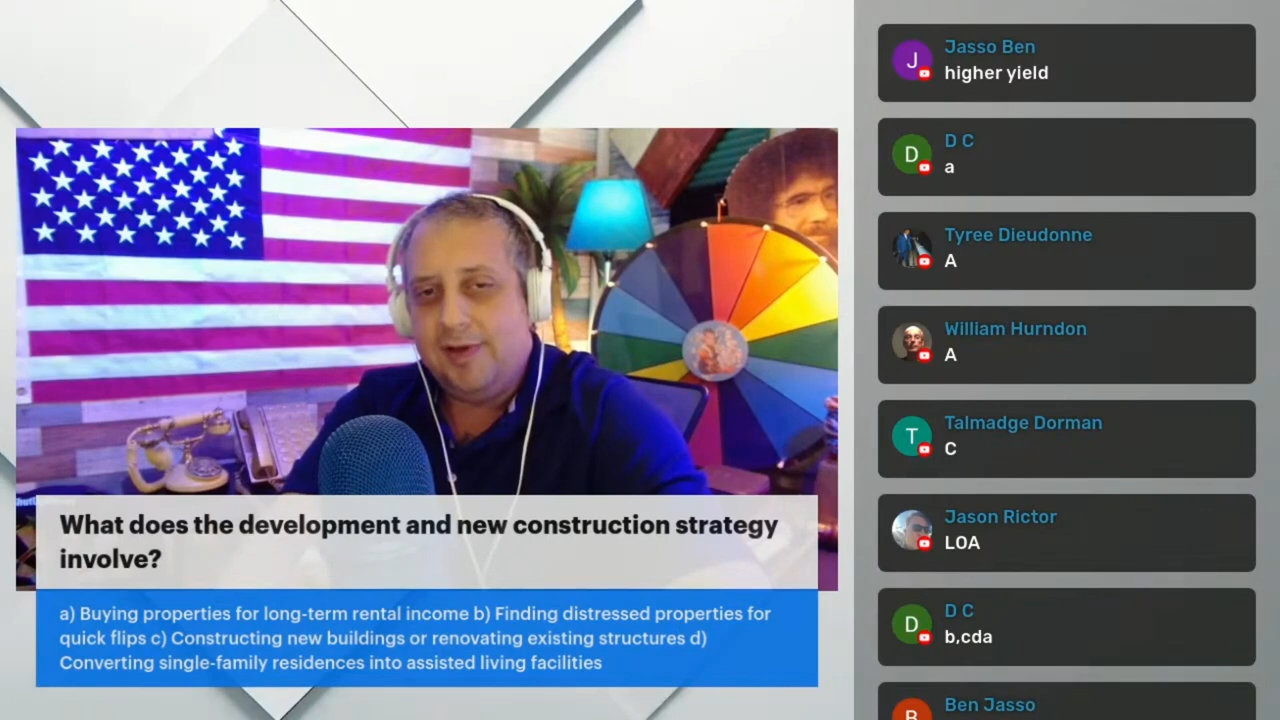 What does the development and new construction strategy
involve?
a) Buying properties for long-term rental income b) Finding distressed properties for
quick flips c) Constructing new buildings or renovating existing structures d)
Converting single-family residences into assisted living facilities
J
Jasso Ben
higher yield
D
D C
a
Tyree Dieudonne
A
William Hurndon
A
T
Talmadge Dorman
C
Jason Rictor
LOA
D
D C
b,cda
B
Ben Jasso